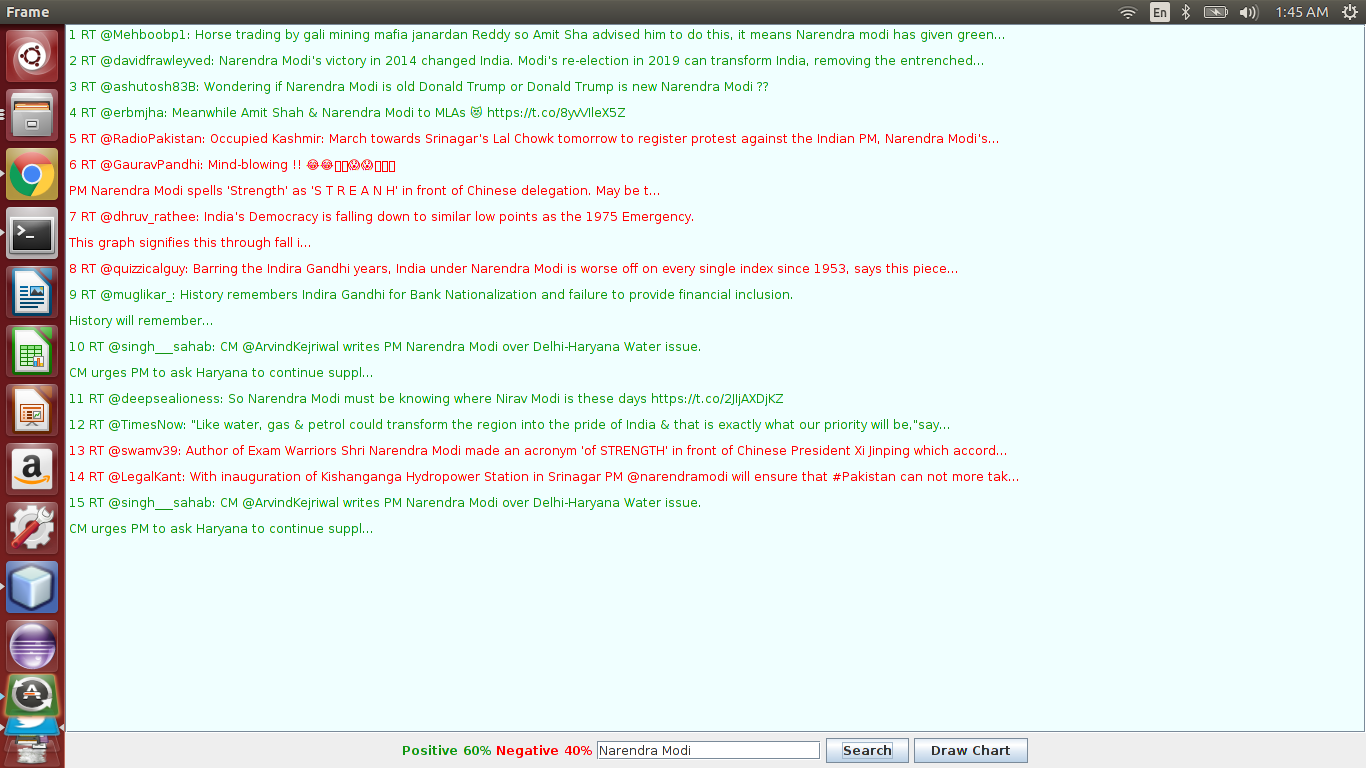 Frame
En
1:45 AM
1 RT @Mehboobp1: Horse trading by gali mining mafia janardan Reddy so Amit Sha advised him to do this, it means Narendra modi has given green...
2 RT @davidfrawleyved: Narendra Modi's victory in 2014 changed India. Modi's re-election in 2019 can transform India, removing the entrenched...
3 RT @ashutosh83B: Wondering if Narendra Modi is old Donald Trump or Donald Trump is new Narendra Modi ??
4 RT @erbmjha: Meanwhile Amit Shah & Narendra Modi to MLAs 😈
5 RT @RadioPakistan: Occupied Kashmir: March towards Srinagar's Lal Chowk tomorrow to register protest against the Indian PM, Narendra Modi's...
6 RT @GauravPandhi: Mind-blowing !! 😂😂▯▯😱😱▯▯▯
PM Narendra Modi spells 'Strength' as 'S T R E A N H' in front of Chinese delegation. May be t...
7 RT @dhruv_rathee: India's Democracy is falling down to similar low points as the 1975 Emergency.
This graph signifies this through fall i...
8 RT @quizzicalguy: Barring the Indira Gandhi years, India under Narendra Modi is worse off on every single index since 1953, says this piece...
9 RT @muglikar_: History remembers Indira Gandhi for Bank Nationalization and failure to provide financial inclusion.
History will remember...
10 RT @singh___sahab: CM @ArvindKejriwal writes PM Narendra Modi over Delhi-Haryana Water issue.
CM urges PM to ask Haryana to continue suppl...
11 RT @deepsealioness: So Narendra Modi must be knowing where Nirav Modi is these days
12 RT @TimesNow: "Like water, gas & petrol could transform the region into the pride of India & that is exactly what our priority will be,"say...
13 RT @swamv39: Author of Exam Warriors Shri Narendra Modi made an acronym 'of STRENGTH' in front of Chinese President Xi Jinping which accord...
14 RT @LegalKant: With inauguration of Kishanganga Hydropower Station in Srinagar PM @narendramodi will ensure that #Pakistan can not more tak...
15 RT @singh___sahab: CM @ArvindKejriwal writes PM Narendra Modi over Delhi-Haryana Water issue.
CM urges PM to ask Haryana to continue suppl...
Positive 60% Negative 40% Narendra Modi Search Draw Chart